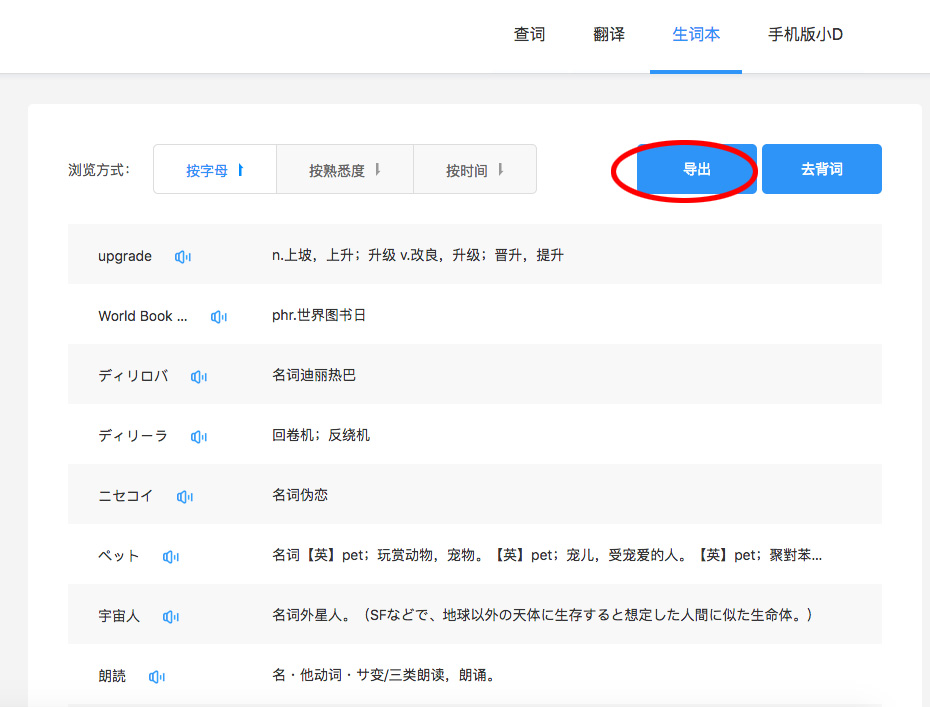 查词 翻译 生词本 手机版小D
浏览方式： 按字母 按熟悉度 按时间 导出 去背词
upgrade n.上坡，上升；升级 v.改良，升级；晋升，提升
World Book ... phr.世界图书日
ディリロバ 名词迪丽热巴
ディリーラ 回卷机；反绕机
ニセコイ 名词伪恋
ペット 名词【英】pet；玩赏动物，宠物。【英】pet；宠儿，受宠爱的人。【英】pet；聚對苯...
宇宙人 名词外星人。（SFなどで、地球以外の天体に生存すると想定した人間に似た生命体。）
朗読 名・他动词・サ变/三类朗读，朗诵。